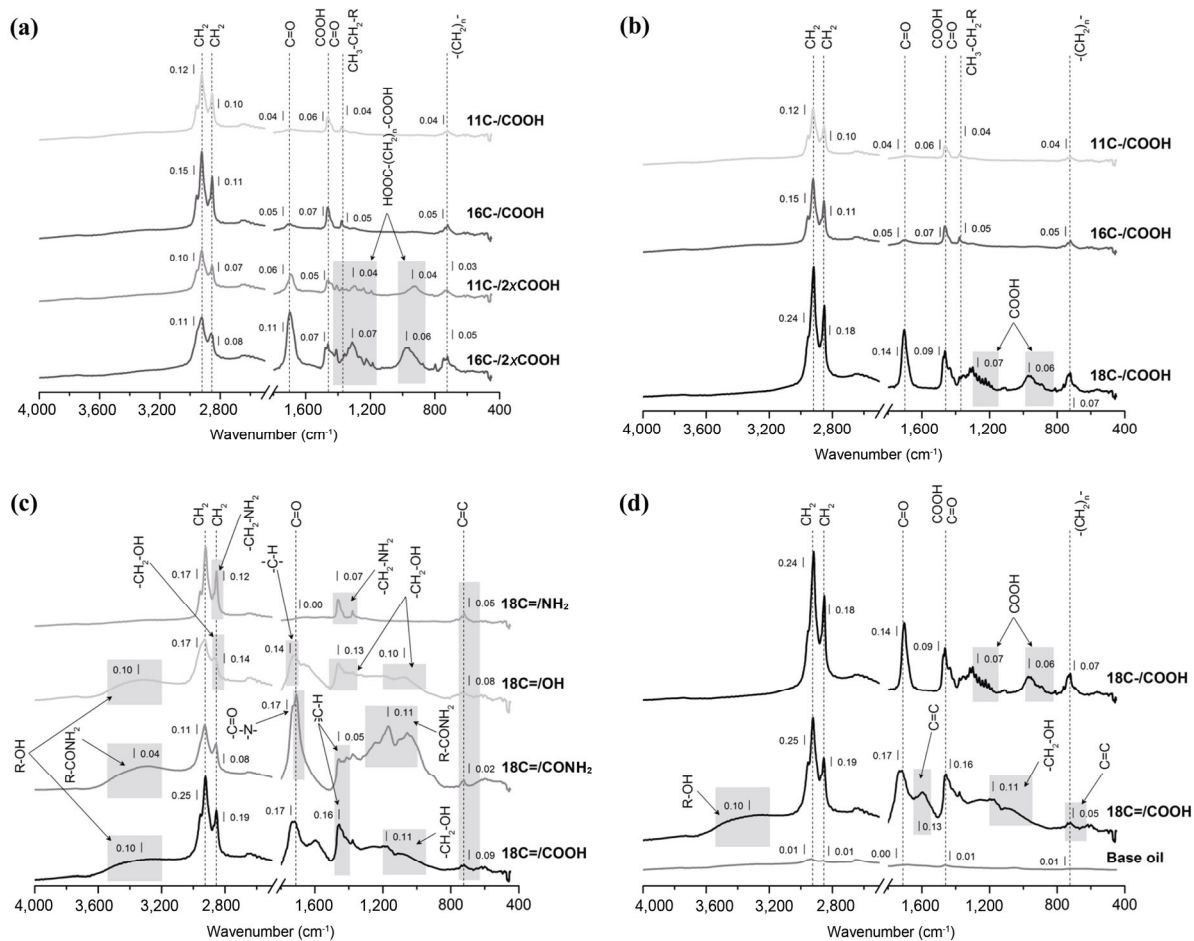 (a)
CH2
CH2
C=O
COOH
C=O
CH3-CH2-R
-(CH2)n-
0.12
0.10
0.04
0.06
0.04
0.04
11C-/COOH
HOOC-(CH2)n-COOH
0.15
0.11
0.05
0.07
0.05
0.05
16C-/COOH
0.10
0.07
0.06
0.05
0.04
0.04
0.03
11C-/2xCOOH
0.11
0.08
0.11
0.07
0.07
0.06
0.05
16C-/2xCOOH
4,000 3,600 2,800 1,600 1,200 800 400
Wavenumber (cm-1)
(b)
CH2
CH2
C=O
COOH
C=O
CH3-CH2-R
-(CH2)n-
0.12
0.10
0.04
0.06
0.04
0.04
11C-/COOH
0.15
0.11
0.05
0.07
0.05
0.05
16C-/COOH
COOH
0.24
0.18
0.14
0.09
0.07
0.06
0.07
18C-/COOH
4,000 3,600 2,800 1,600 1,200 800 400
Wavenumber (cm-1)
(c)
CH2
CH2
-CH2-NH2
C=O
C=C
-CH2-OH
-C-H
-CH2-NH2
-CH2-OH
0.17
0.12
0.00
0.07
0.05
18C=/NH2
0.10
0.17
0.14
0.14
0.13
0.10
0.08
18C=/OH
R-OH
R-CONH2
C=O
-N-
C-H
R-CONH2
0.04
0.11
0.08
0.17
0.05
0.11
0.02
18C=/CONH2
-CH2-OH
0.10
0.25
0.19
0.17
0.16
0.11
0.09
18C=/COOH
4,000 3,600 2,800 1,600 1,200 800 400
Wavenumber (cm-1)
(d)
CH2
CH2
C=O
COOH
C=O
-(CH2)n-
COOH
0.24
0.18
0.14
0.09
0.07
0.06
0.07
18C-/COOH
R-OH
C=C
-CH2-OH
C=C
0.10
0.25
0.19
0.17
0.13
0.16
0.11
0.05
18C=/COOH
0.01
0.01
0.00
0.01
0.01
Base oil
4,000 3,600 2,800 1,600 1,200 800 400
Wavenumber (cm-1)